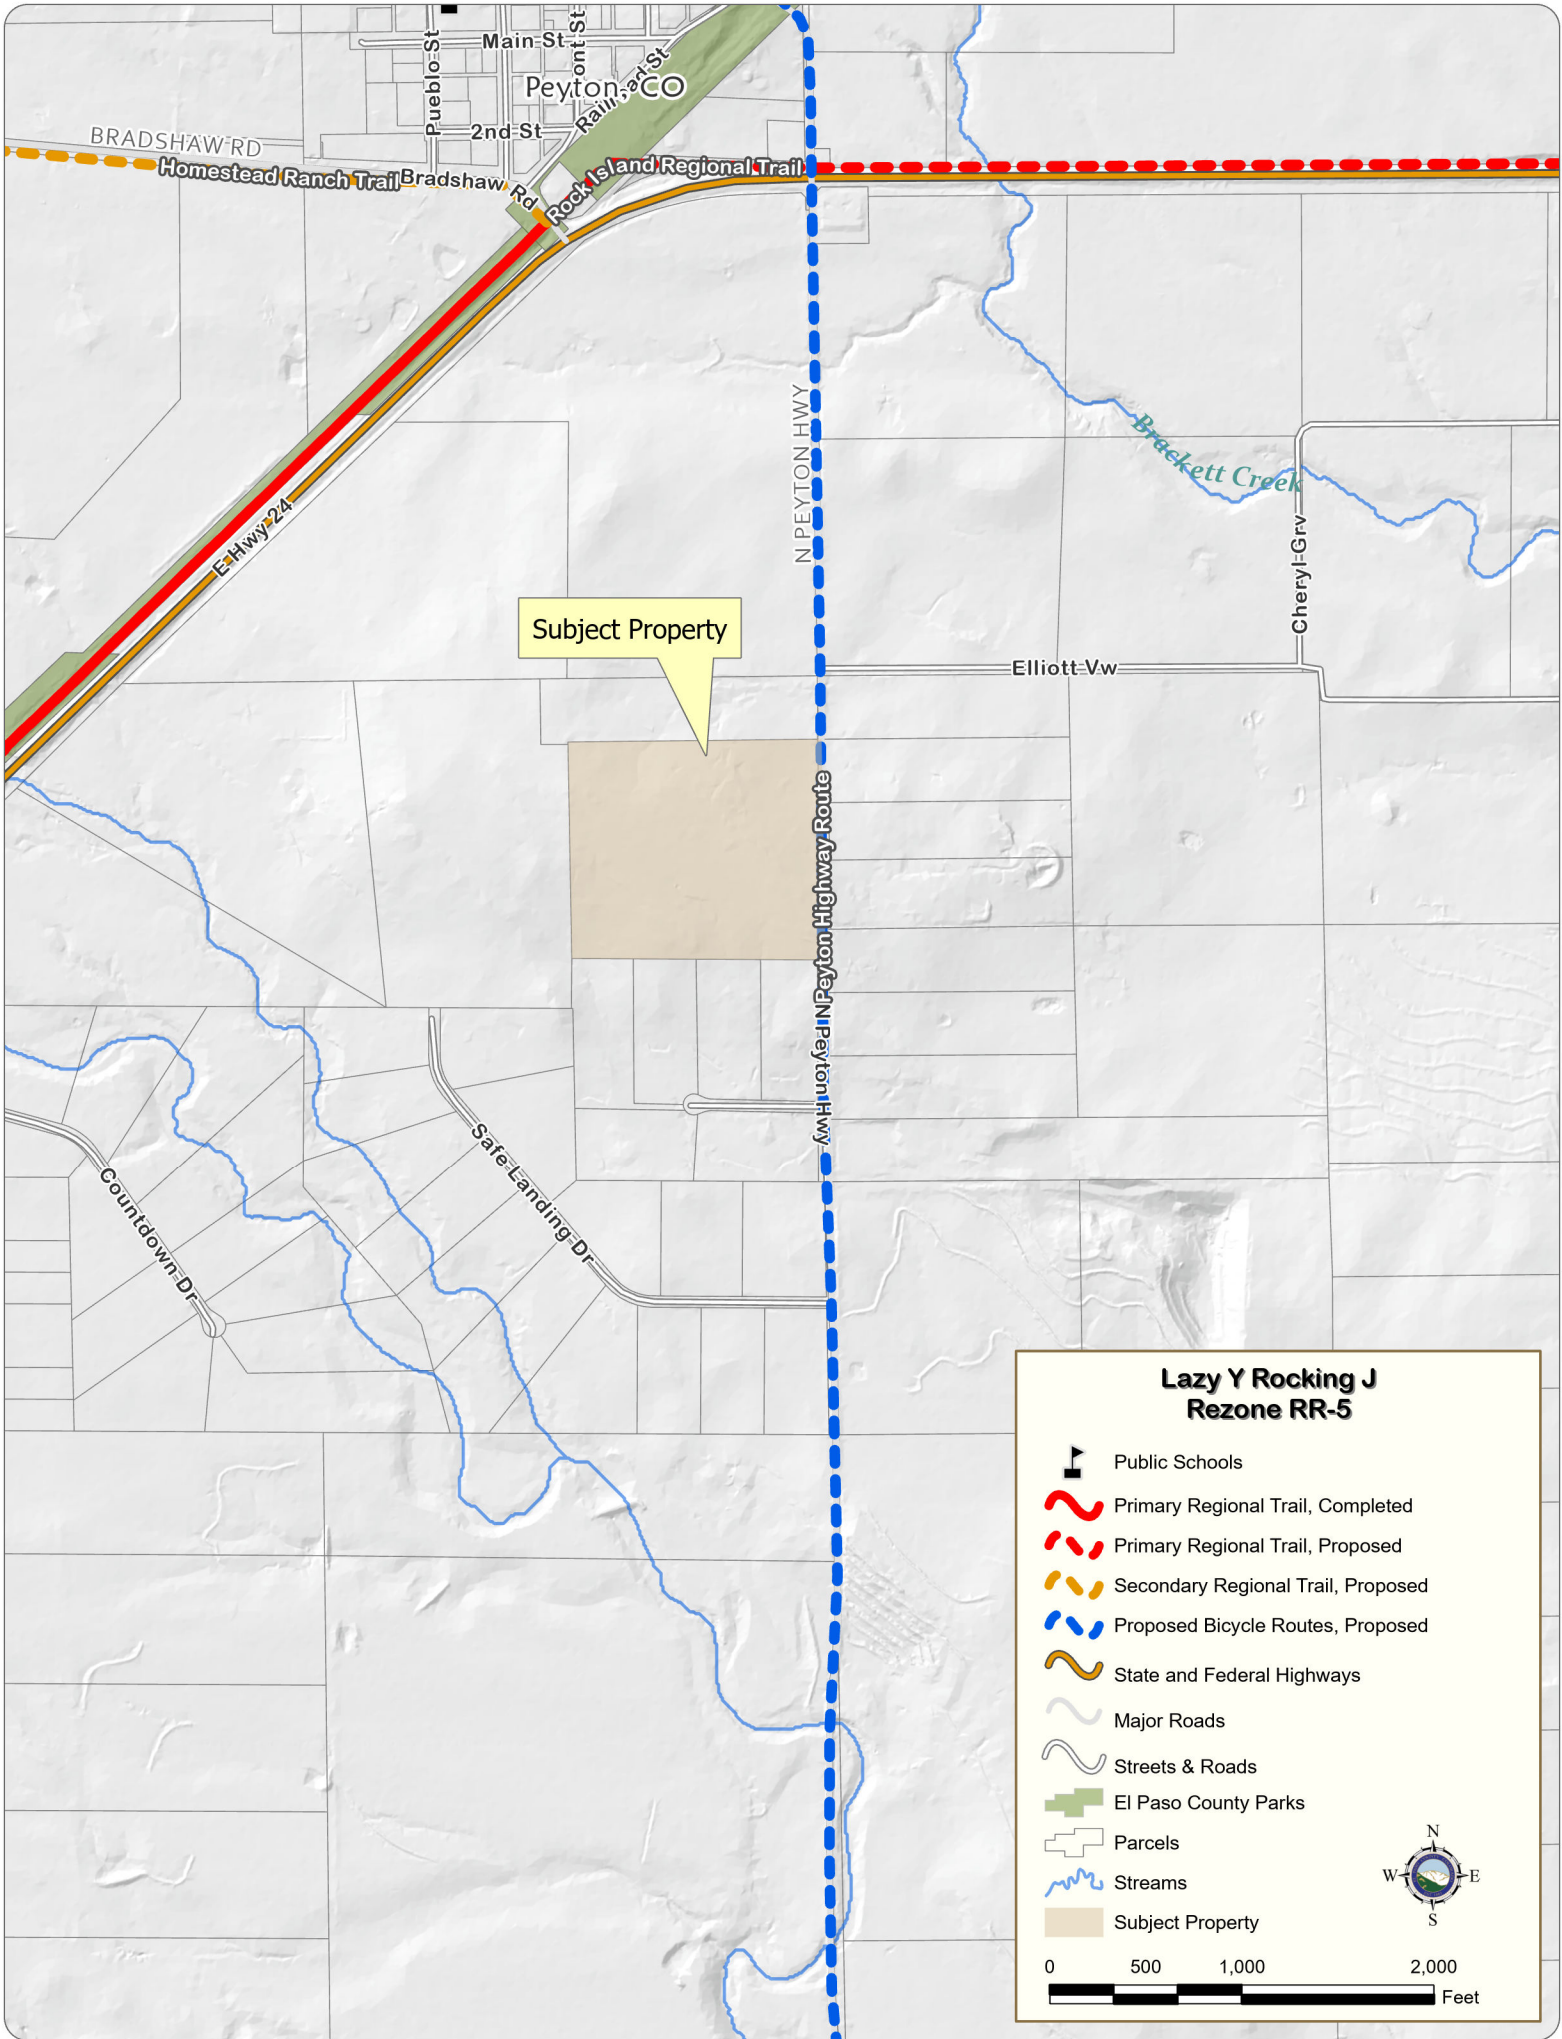 Main St
Pueblo St
ont St
Railroad St
Peyton, CO
2nd St
BRADSHAW RD
Homestead Ranch Trail
Bradshaw Rd
Rock Island Regional Trail
N PEYTON HWY
Brackett Creek
E Hwy 24
Cheryl Grv
Subject Property
Elliott Vw
N Peyton Highway Route
N Peyton Hwy
Safe Landing Dr
Countdown Dr
Lazy Y Rocking J
Rezone RR-5
Public Schools
Primary Regional Trail, Completed
Primary Regional Trail, Proposed
Secondary Regional Trail, Proposed
Proposed Bicycle Routes, Proposed
State and Federal Highways
Major Roads
Streets & Roads
El Paso County Parks
Parcels
Streams
Subject Property
N
W E
S
0 500 1,000 2,000
Feet